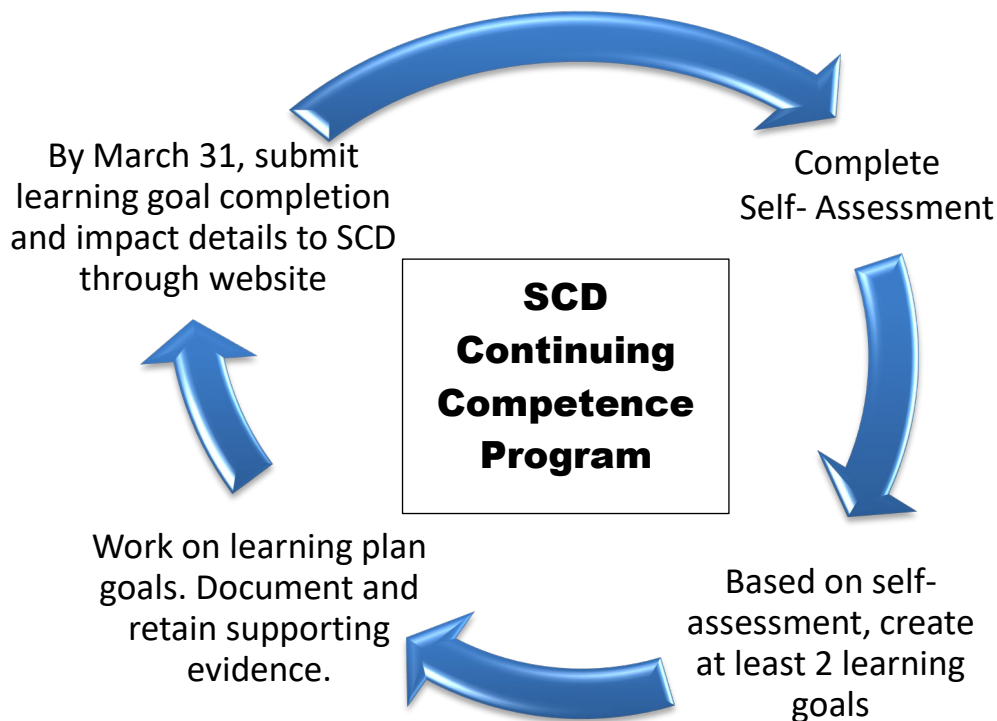 By March 31, submit
learning goal completion
and impact details to SCD
through website
Complete
Self- Assessment
SCD
Continuing
Competence
Program
Work on learning plan
goals. Document and
retain supporting
evidence.
Based on self-
assessment, create
at least 2 learning
goals